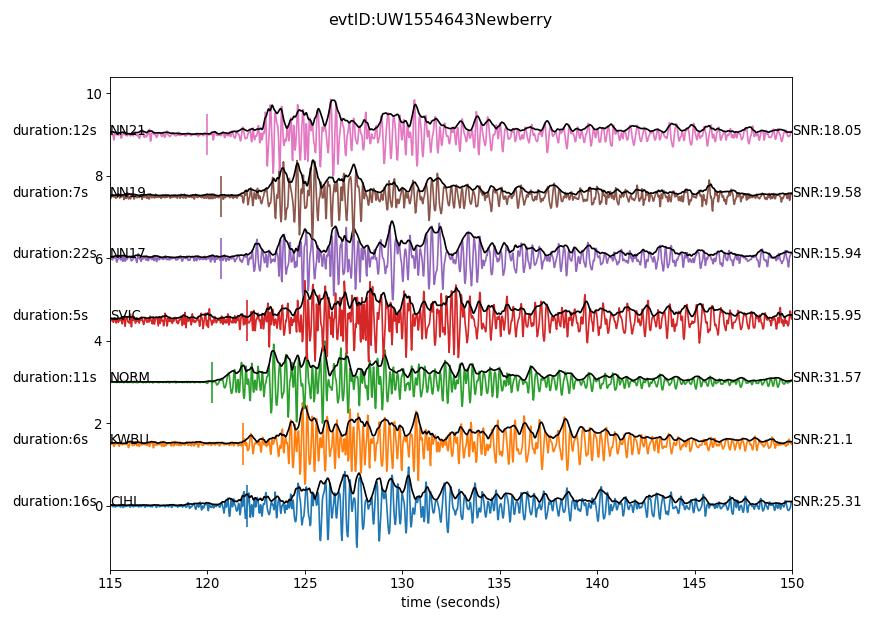 evtID:UW1554643Newberry
10
duration:12s NN21 SNR:18.05
8
duration:7s NN19 SNR:19.58
duration:22s NN17 SNR:15.94
6
duration:5s SVIC SNR:15.95
4
duration:11s NORM SNR:31.57
2
duration:6s KWBU SNR:21.1
duration:16s CIHL SNR:25.31
0
115 120 125 130 135 140 145 150
time (seconds)